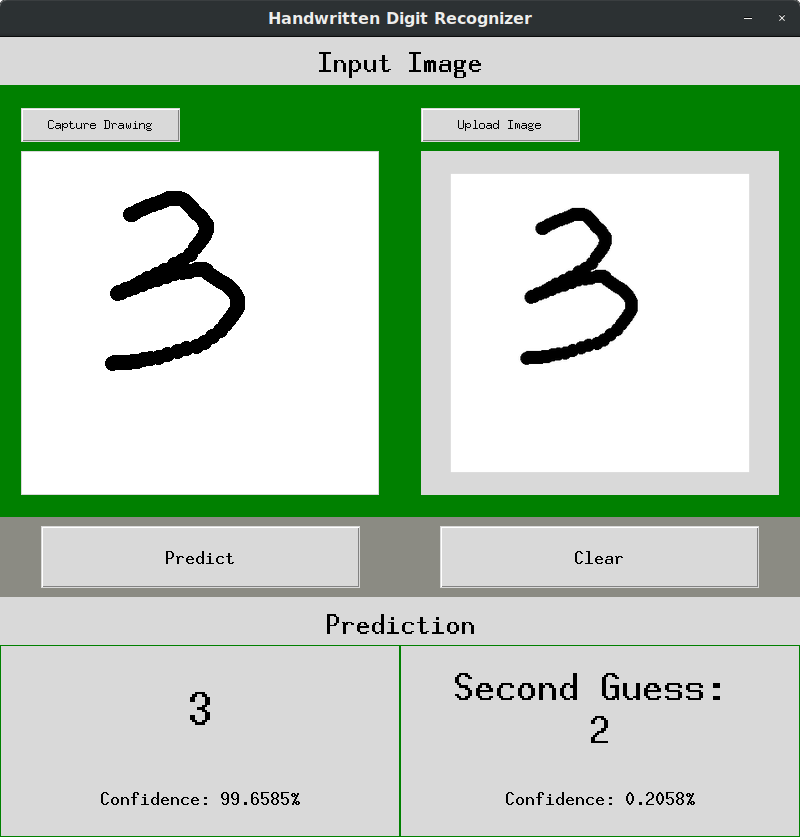 Handwritten Digit Recognizer
Input Image
Capture Drawing
Upload Image
3
3
Predict
Clear
Prediction
3
Confidence: 99.6585%
Second Guess:
2
Confidence: 0.2058%